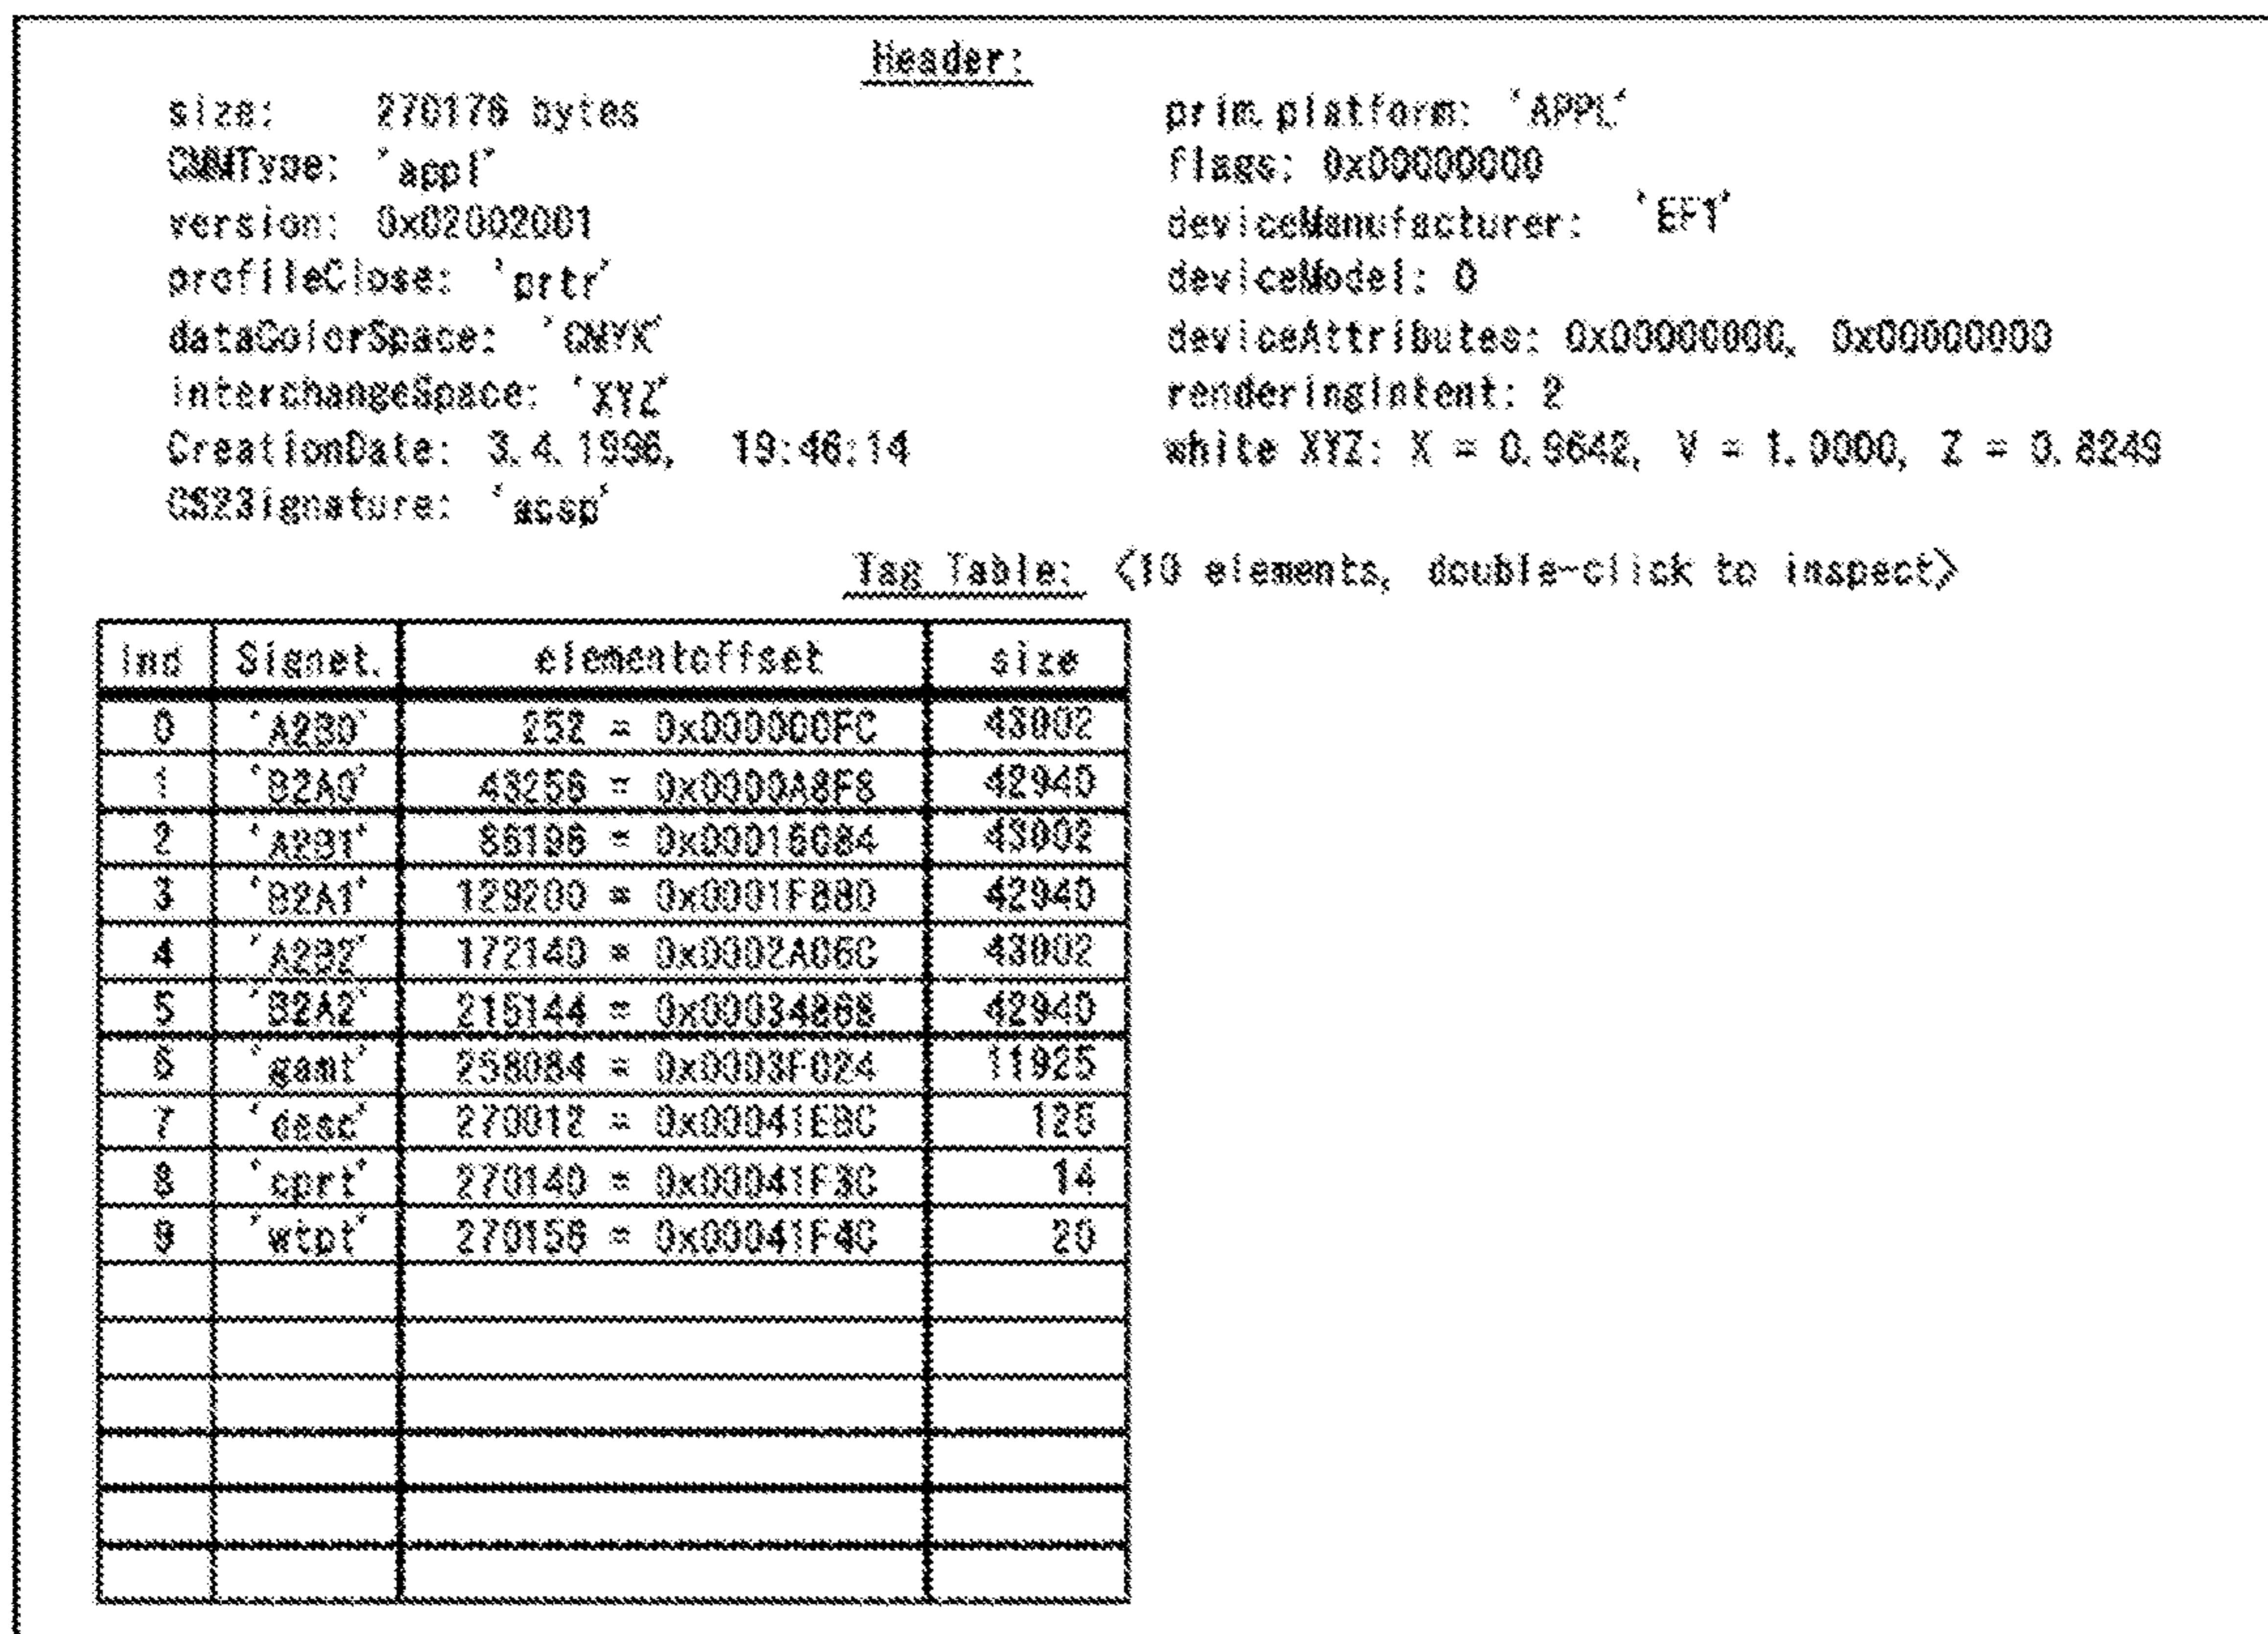 Header:
size: 270176 bytes
CMMType: 'appl'
version: 0x02002001
profileClose: 'prtr'
dataColorSpace: 'CMYK'
interchangeSpace: 'XYZ'
CreationDate: 3.4.1996, 19:46:14
CS23ignature: 'acsp'
prim.platform: 'APPL'
flags: 0x00000000
deviceManufacturer: 'EFI'
deviceModel: 0
deviceAttributes: 0x00000000, 0x00000000
renderingIntent: 2
white XYZ: X = 0.9642, V = 1.0000, Z = 0.8249
Tag Table: <10 elements, double-click to inspect>
ind Signet. elementoffset size
0 'A2B0' 252 = 0x000000FC 43002
1 'B2A0' 43256 = 0x0000A8F8 42940
2 'A2B1' 86196 = 0x000150B4 43002
3 'B2A1' 129200 = 0x0001F8B0 42940
4 'A2B2' 172140 = 0x0002A06C 43002
5 'B2A2' 215144 = 0x00034868 42940
6 'gamt' 258084 = 0x0003F024 11925
7 'desc' 270012 = 0x00041EBC 125
8 'cprt' 270140 = 0x00041F3C 14
9 'wtpt' 270156 = 0x00041F4C 20